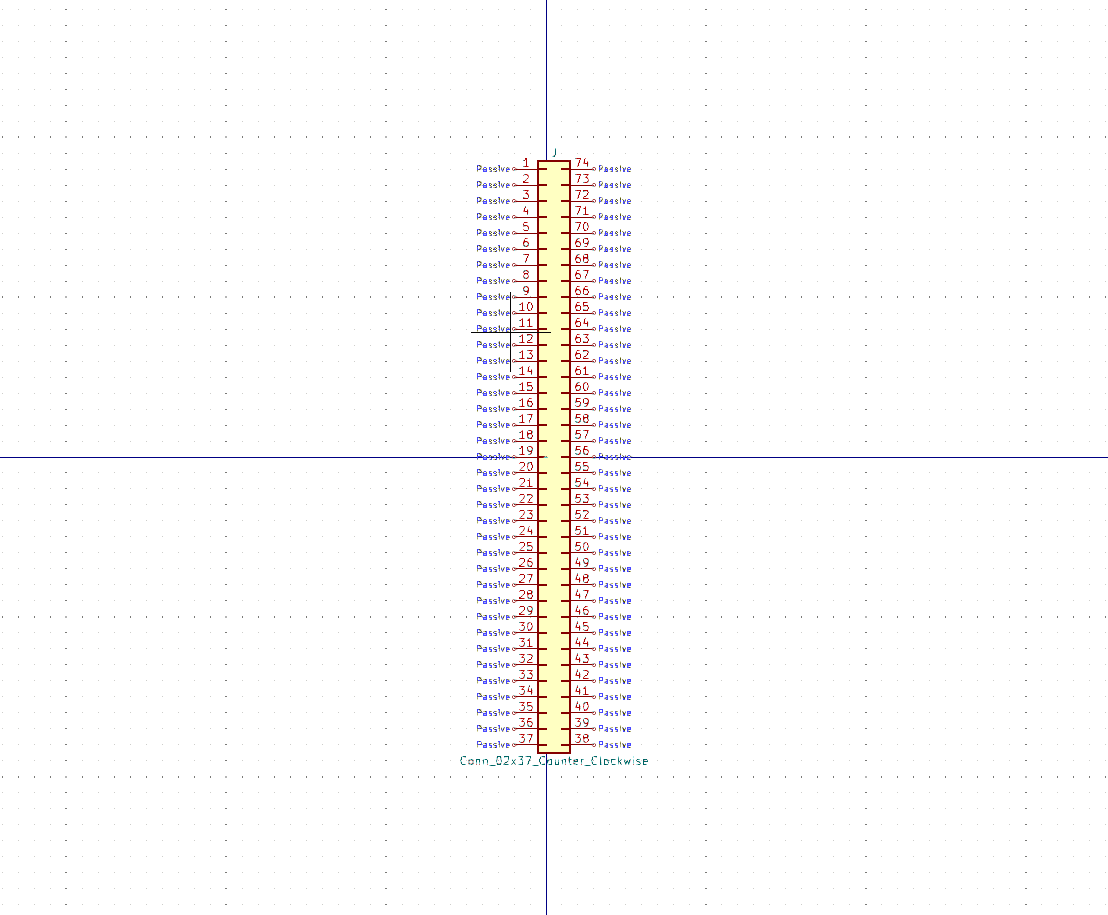 J
Passive 1 74 Passive
Passive 2 73 Passive
Passive 3 72 Passive
Passive 4 71 Passive
Passive 5 70 Passive
Passive 6 69 Passive
Passive 7 68 Passive
Passive 8 67 Passive
Passive 9 66 Passive
Passive 10 65 Passive
Passive 11 64 Passive
Passive 12 63 Passive
Passive 13 62 Passive
Passive 14 61 Passive
Passive 15 60 Passive
Passive 16 59 Passive
Passive 17 58 Passive
Passive 18 57 Passive
Passive 19 56 Passive
Passive 20 55 Passive
Passive 21 54 Passive
Passive 22 53 Passive
Passive 23 52 Passive
Passive 24 51 Passive
Passive 25 50 Passive
Passive 26 49 Passive
Passive 27 48 Passive
Passive 28 47 Passive
Passive 29 46 Passive
Passive 30 45 Passive
Passive 31 44 Passive
Passive 32 43 Passive
Passive 33 42 Passive
Passive 34 41 Passive
Passive 35 40 Passive
Passive 36 39 Passive
Passive 37 38 Passive
Conn_02x37_Counter_Clockwise